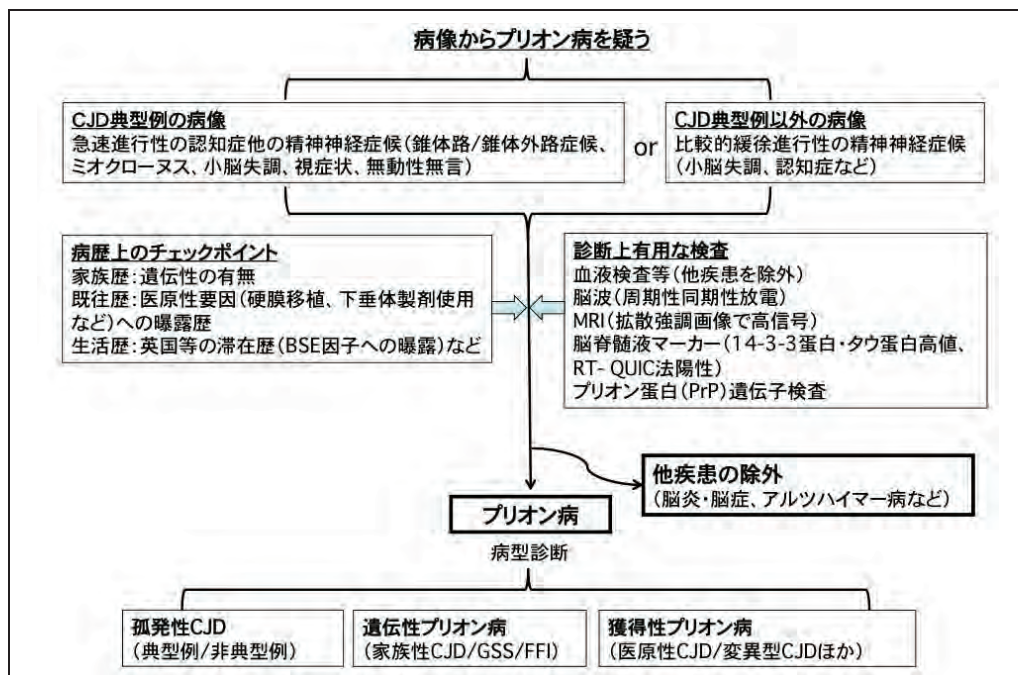 病像からプリオン病を疑う
CJD典型例の病像
急速進行性の認知症他の精神神経症候(錐体路/錐体外路症候、
ミオクローヌス、小脳失調、視症状、無動性無言)
or
CJD典型例以外の病像
比較的緩徐進行性の精神神経症候
(小脳失調、認知症など)
病歴上のチェックポイント
家族歴:遺伝性の有無
既往歴:医原性要因(硬膜移植、下垂体製剤使用
など)への曝露歴
生活歴:英国等の滞在歴(BSE因子への曝露)など
診断上有用な検査
血液検査等(他疾患を除外)
脳波(周期性同期性放電)
MRI(拡散強調画像で高信号)
脳脊髄液マーカー(14-3-3蛋白・タウ蛋白高値、
RT- QUIC法陽性)
プリオン蛋白(PrP)遺伝子検査
他疾患の除外
(脳炎・脳症、アルツハイマー病など)
プリオン病
病型診断
孤発性CJD
(典型例/非典型例)
遺伝性プリオン病
(家族性CJD/GSS/FFI)
獲得性プリオン病
(医原性CJD/変異型CJDほか)